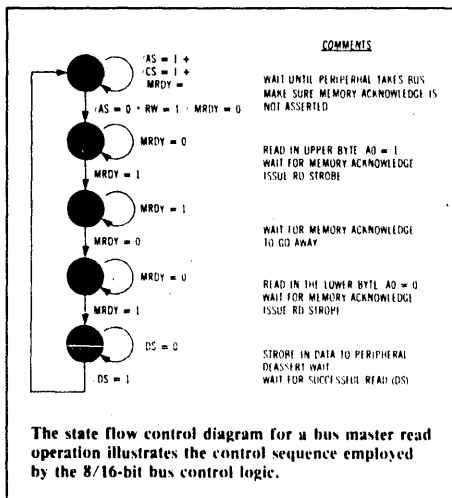 COMMENTS
/AS = 1 +
/CS = 1 +
MRDY =
WAIT UNTIL PERIPERHAL TAKES BUS
MAKE SURE MEMORY ACKNOWLEDGE IS
NOT ASSERTED
/AS = 0 · RW = 1 / MRDY = 0
MRDY = 0
READ IN UPPER BYTE A0 = 1
WAIT FOR MEMORY ACKNOWLEDGE
ISSUE RD STROBE
MRDY = 1
MRDY = 1
WAIT FOR MEMORY ACKNOWLEDGE
TO GO AWAY
MRDY = 0
MRDY = 0
READ IN THE LOWER BYTE A0 = 0
WAIT FOR MEMORY ACKNOWLEDGE
ISSUE RD STROPE
MRDY = 1
DS = 0
STROBE IN DATA TO PERIPHERAL
DEASSERT WAIT
WAIT FOR SUCCESSFUL READ (DS)
/DS = 1
The state flow control diagram for a bus master read
operation illustrates the control sequence employed
by the 8/16-bit bus control logic.